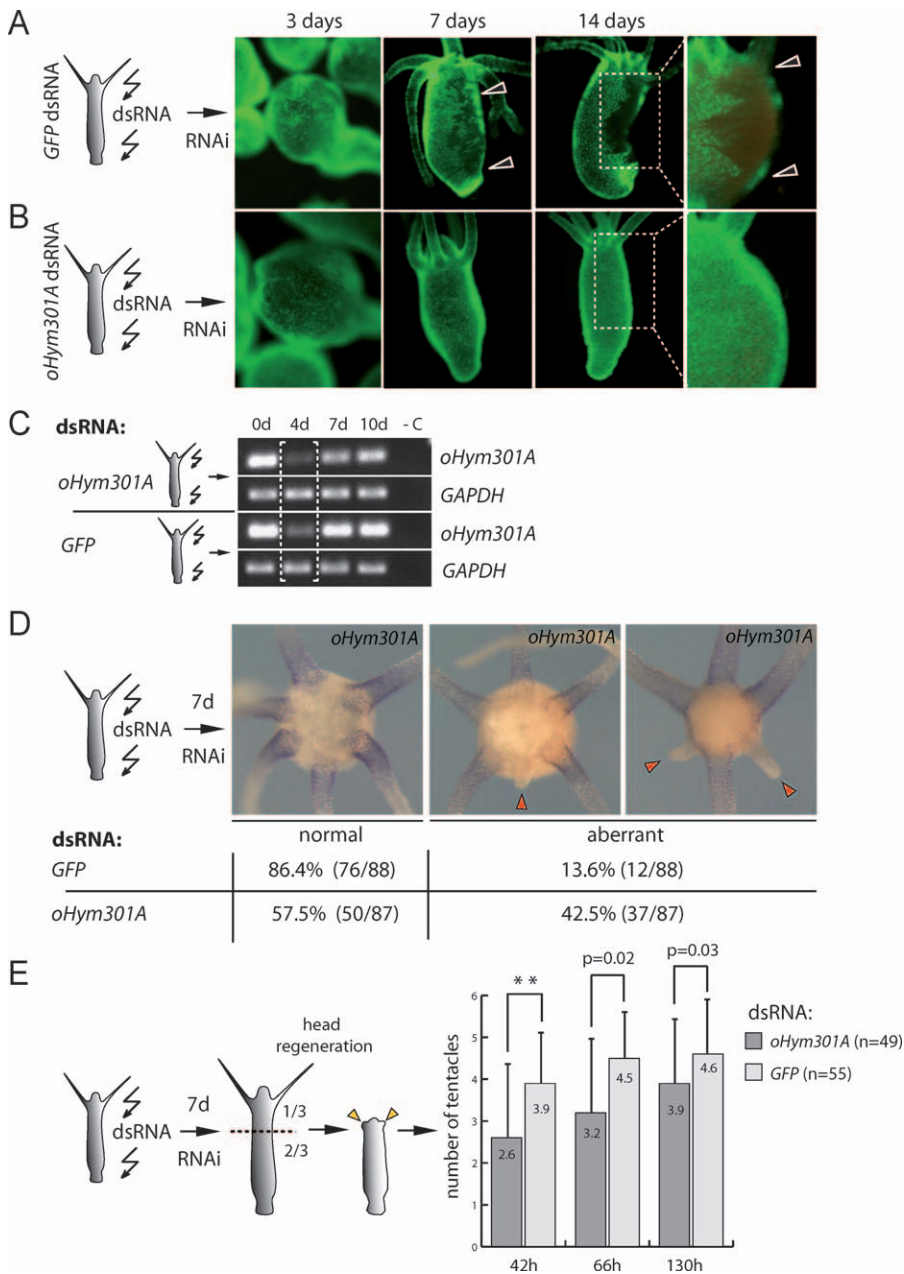 A
3 days 7 days 14 days
GFP dsRNA
dsRNA
RNAi
B
oHym301A dsRNA
dsRNA
RNAi
C
dsRNA:
0d 4d 7d 10d - C
oHym301A
oHym301A
GAPDH
GFP
oHym301A
GAPDH
D
oHym301A oHym301A oHym301A
7d
dsRNA
RNAi
dsRNA:
normal aberrant
GFP 86.4% (76/88) 13.6% (12/88)
oHym301A 57.5% (50/87) 42.5% (37/87)
E
head
regeneration
7d
dsRNA
RNAi
1/3
2/3
number of tentacles
6
5
4
3
2
1
0
* *
p=0.02
p=0.03
2.6
3.9
3.2
4.5
3.9
4.6
42h 66h 130h
dsRNA:
oHym301A (n=49)
GFP (n=55)